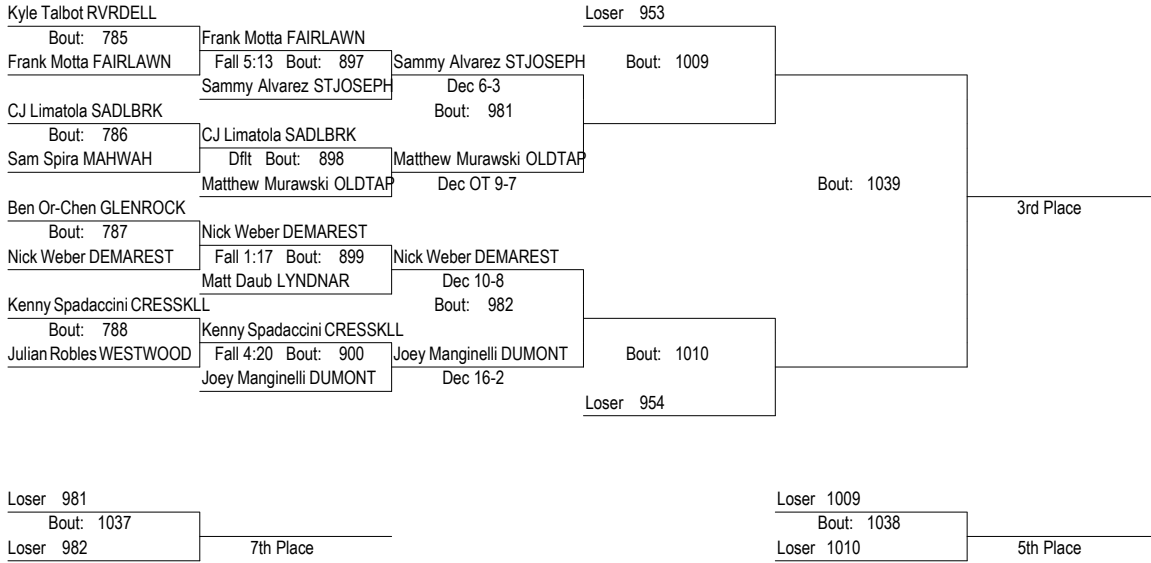 Kyle Talbot RVRDELL
Bout: 785
Frank Motta FAIRLAWN
CJ Limatola SADLBRK
Bout: 786
Sam Spira MAHWAH
Ben Or-Chen GLENROCK
Bout: 787
Nick Weber DEMAREST
Kenny Spadaccini CRESSKLL
Bout: 788
Julian Robles WESTWOOD
Frank Motta FAIRLAWN
Fall 5:13 Bout: 897
Sammy Alvarez STJOSEPH
CJ Limatola SADLBRK
Dflt Bout: 898
Matthew Murawski OLDTAP
Nick Weber DEMAREST
Fall 1:17 Bout: 899
Matt Daub LYNDNAR
Kenny Spadaccini CRESSKLL
Fall 4:20 Bout: 900
Joey Manginelli DUMONT
Sammy Alvarez STJOSEPH
Dec 6-3
Bout: 981
Matthew Murawski OLDTAP
Dec OT 9-7
Nick Weber DEMAREST
Dec 10-8
Bout: 982
Joey Manginelli DUMONT
Dec 16-2
Loser 953
Bout: 1009
Bout: 1010
Loser 954
Bout: 1039
3rd Place
Loser 981
Bout: 1037
Loser 982
7th Place
Loser 1009
Bout: 1038
Loser 1010
5th Place